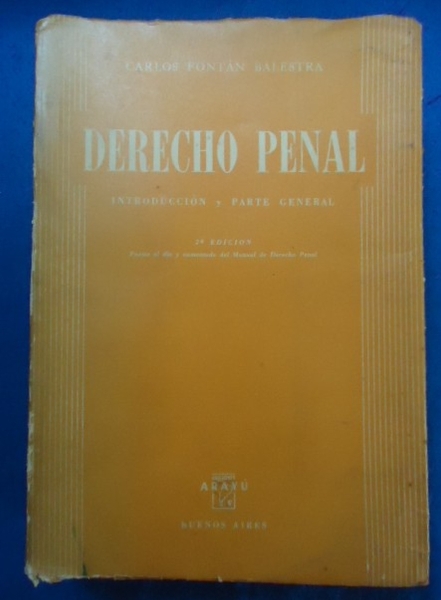 CARLOS FONTÁN BALESTRA
DERECHO PENAL
INTRODUCCIÓN y PARTE GENERAL
2ª EDICION
Puesta al día y aumentada del Manual de Derecho Penal
ARAYÚ
BUENOS AIRES